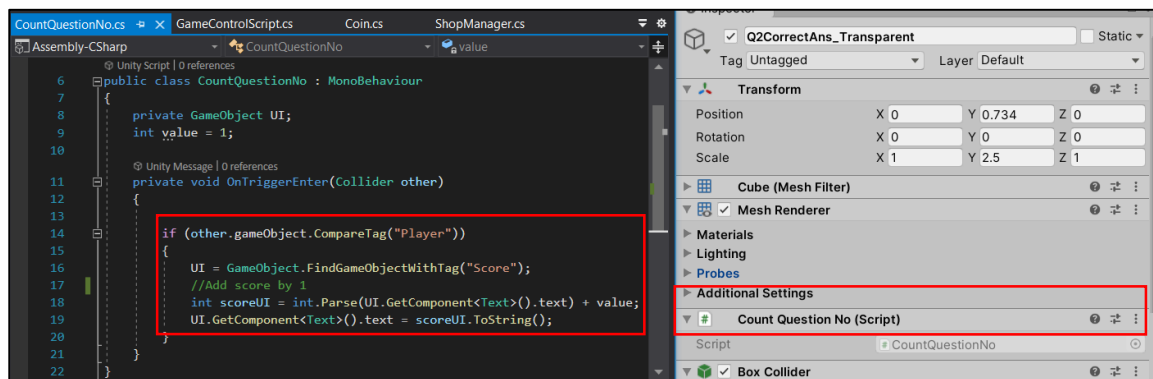 CountQuestionNo.cs GameControlScript.cs Coin.cs ShopManager.cs
Assembly-CSharp CountQuestionNo value
Unity Script | 0 references
6 public class CountQuestionNo : MonoBehaviour
7 {
8 private GameObject UI;
9 int value = 1;
10
Unity Message | 0 references
11 private void OnTriggerEnter(Collider other)
12 {
13
14 if (other.gameObject.CompareTag("Player"))
15 {
16 UI = GameObject.FindGameObjectWithTag("Score");
17 //Add score by 1
18 int scoreUI = int.Parse(UI.GetComponent<Text>().text) + value;
19 UI.GetComponent<Text>().text = scoreUI.ToString();
20 }
21 }
22 }
Q2CorrectAns_Transparent Static
Tag Untagged Layer Default
Transform
Position X 0 Y 0.734 Z 0
Rotation X 0 Y 0 Z 0
Scale X 1 Y 2.5 Z 1
Cube (Mesh Filter)
Mesh Renderer
Materials
Lighting
Probes
Additional Settings
# Count Question No (Script)
Script # CountQuestionNo
Box Collider